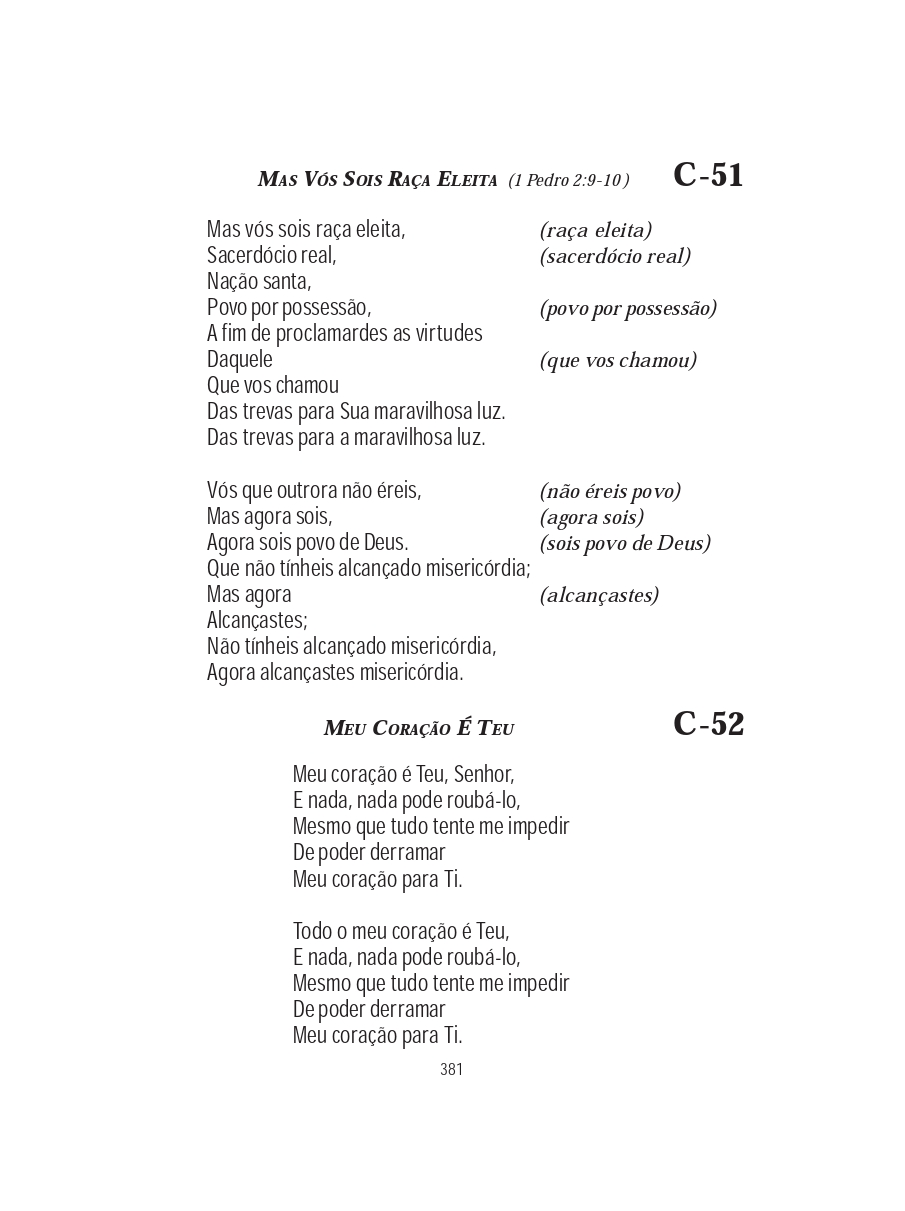 Mas Vós Sois Raça Eleita (1 Pedro 2:9-10) C-51
Mas vós sois raça eleita, (raça eleita)
Sacerdócio real, (sacerdócio real)
Nação santa,
Povo por possessão, (povo por possessão)
A fim de proclamardes as virtudes
Daquele (que vos chamou)
Que vos chamou
Das trevas para Sua maravilhosa luz.
Das trevas para a maravilhosa luz.
Vós que outrora não éreis, (não éreis povo)
Mas agora sois, (agora sois)
Agora sois povo de Deus. (sois povo de Deus)
Que não tínheis alcançado misericórdia;
Mas agora (alcançastes)
Alcançastes;
Não tínheis alcançado misericórdia,
Agora alcançastes misericórdia.
Meu Coração É Teu C-52
Meu coração é Teu, Senhor,
E nada, nada pode roubá-lo,
Mesmo que tudo tente me impedir
De poder derramar
Meu coração para Ti.
Todo o meu coração é Teu,
E nada, nada pode roubá-lo,
Mesmo que tudo tente me impedir
De poder derramar
Meu coração para Ti.
381